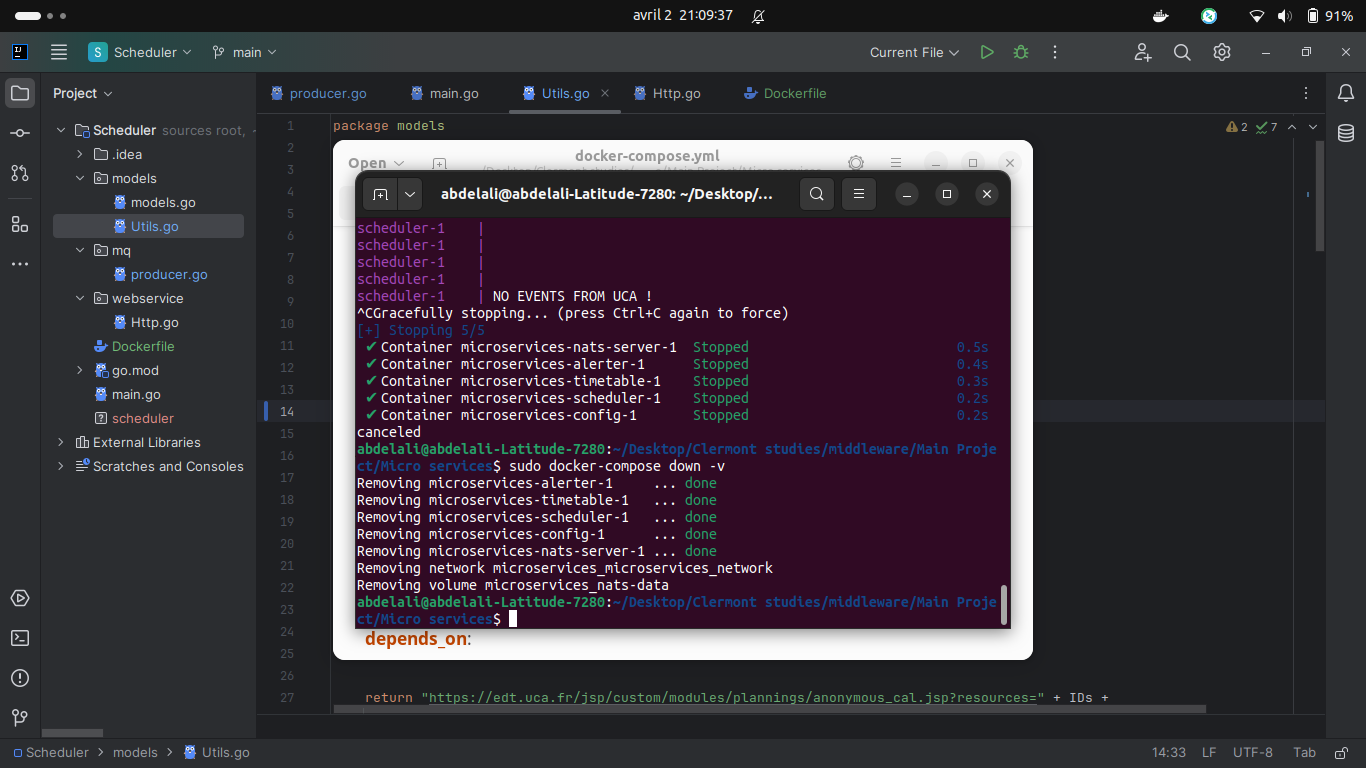 avril 2 21:09:37
91%
S Scheduler main
Current File
Project
producer.go main.go Utils.go Http.go Dockerfile
Scheduler sources root,
.idea
models
models.go
Utils.go
mq
producer.go
webservice
Http.go
Dockerfile
go.mod
main.go
scheduler
External Libraries
Scratches and Consoles
1 package models
2 7
2
3
4
5
6
7
8
9
10
11
12
13
14
15
16
17
18
19
20
21
22
23
24
25
26
27 return "https://edt.uca.fr/jsp/custom/modules/plannings/anonymous_cal.jsp?resources=" + IDs +
Open
docker-compose.yml
abdelali@abdelali-Latitude-7280: ~/Desktop/...
scheduler-1 |
scheduler-1 |
scheduler-1 |
scheduler-1 |
scheduler-1 | NO EVENTS FROM UCA !
^CGracefully stopping... (press Ctrl+C again to force)
[+] Stopping 5/5
✔ Container microservices-nats-server-1 Stopped 0.5s
✔ Container microservices-alerter-1 Stopped 0.4s
✔ Container microservices-timetable-1 Stopped 0.3s
✔ Container microservices-scheduler-1 Stopped 0.2s
✔ Container microservices-config-1 Stopped 0.2s
canceled
abdelali@abdelali-Latitude-7280:~/Desktop/Clermont studies/middleware/Main Proje
ct/Micro services$ sudo docker-compose down -v
Removing microservices-alerter-1 ... done
Removing microservices-timetable-1 ... done
Removing microservices-scheduler-1 ... done
Removing microservices-config-1 ... done
Removing microservices-nats-server-1 ... done
Removing network microservices_microservices_network
Removing volume microservices_nats-data
abdelali@abdelali-Latitude-7280:~/Desktop/Clermont studies/middleware/Main Proje
ct/Micro services$
depends_on:
Scheduler > models > Utils.go
14:33 LF UTF-8 Tab